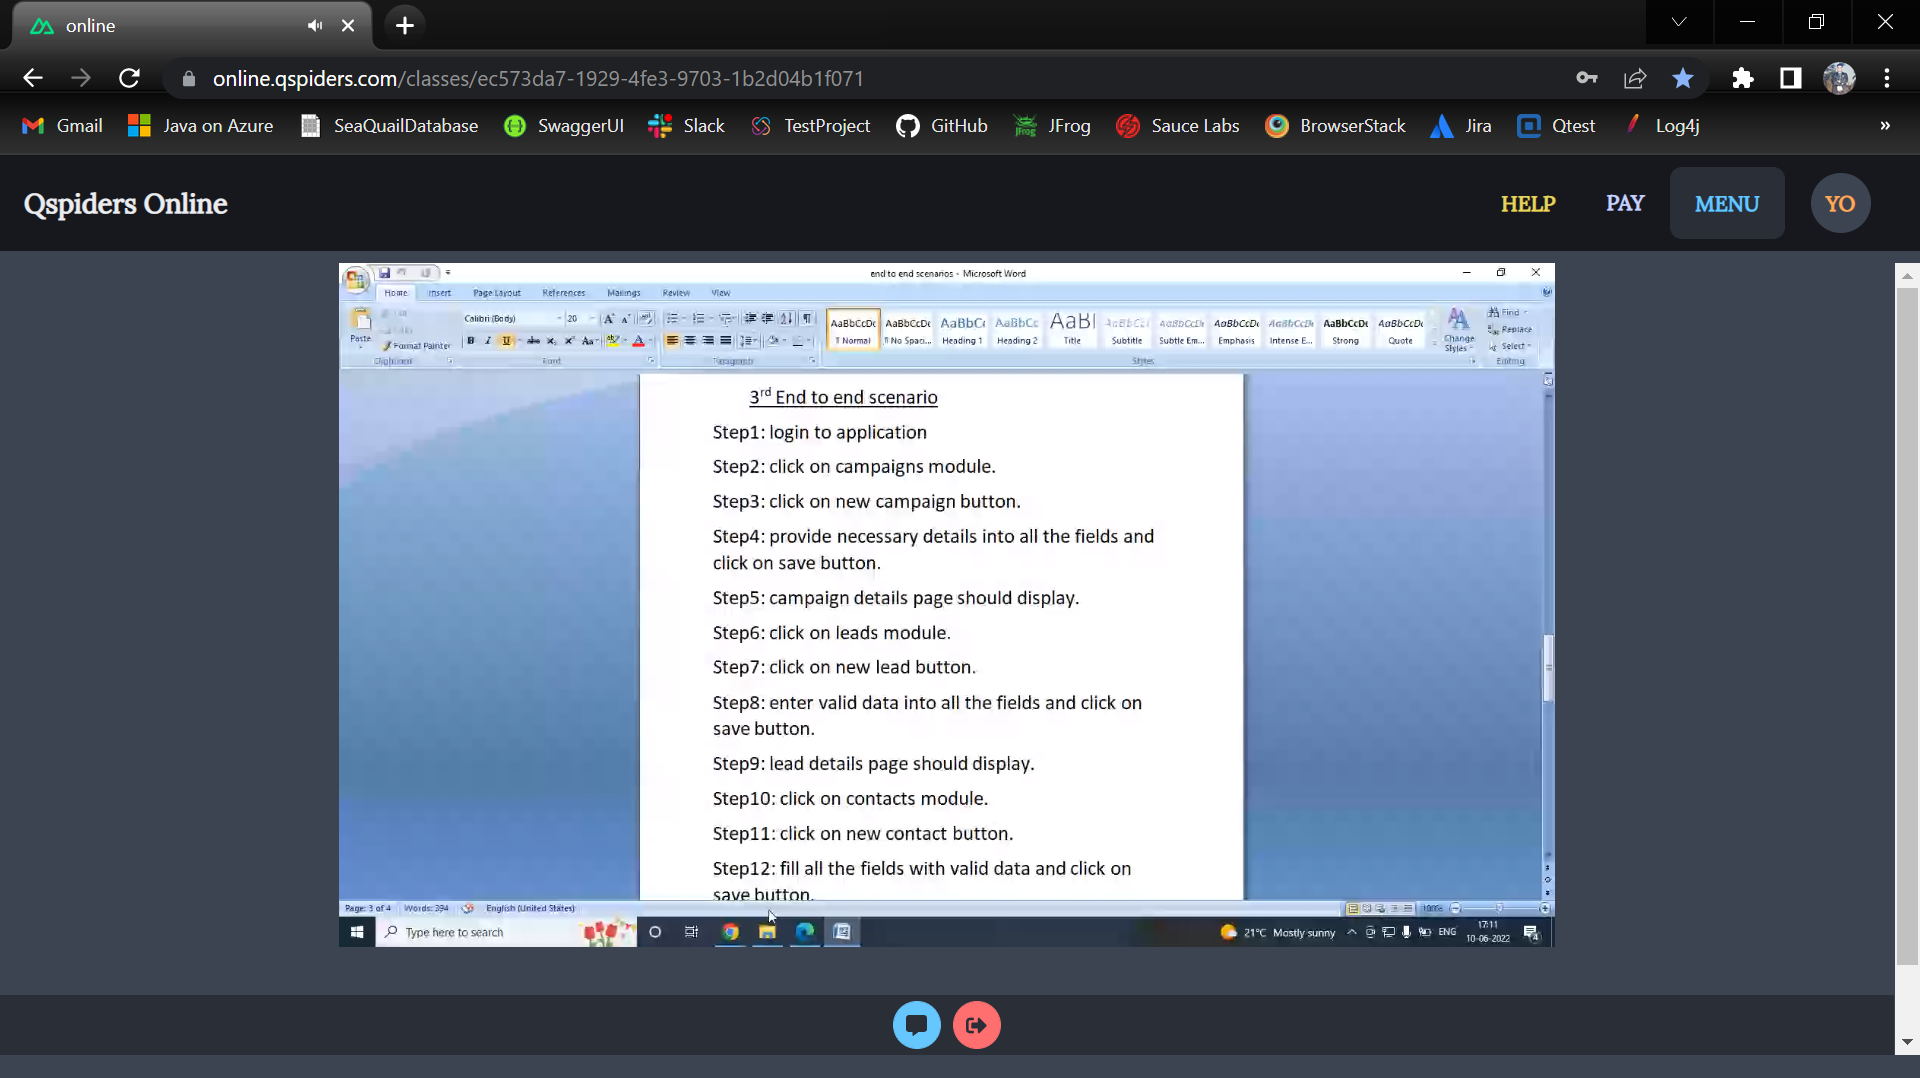 online
online.qspiders.com/classes/ec573da7-1929-4fe3-9703-1b2d04b1f071
Gmail Java on Azure SeaQuailDatabase SwaggerUI Slack TestProject GitHub JFrog Sauce Labs BrowserStack Jira Qtest Log4j »
Qspiders Online HELP PAY MENU YO
end to end scenarios - Microsoft Word
Home Insert Page Layout References Mailings Review View
Calibri (Body) 20
AaBbCcDc AaBbCcDc AaBbC AaBbCc AaBl AaBbCcI AaBbCcDı AaBbCcDı AaBbCcDı AaBbCcDc AaBbCcDı
Paste Format Painter ¶ Normal ¶ No Spaci... Heading 1 Heading 2 Title Subtitle Subtle Em... Emphasis Intense E... Strong Quote Change Styles Find Replace Select
Clipboard Font Paragraph Styles Editing
3rd End to end scenario
Step1: login to application
Step2: click on campaigns module.
Step3: click on new campaign button.
Step4: provide necessary details into all the fields and
click on save button.
Step5: campaign details page should display.
Step6: click on leads module.
Step7: click on new lead button.
Step8: enter valid data into all the fields and click on
save button.
Step9: lead details page should display.
Step10: click on contacts module.
Step11: click on new contact button.
Step12: fill all the fields with valid data and click on
save button.
Page: 3 of 4 Words: 394 English (United States) 100%
Type here to search 21°C Mostly sunny ENG 17:11
10-06-2022